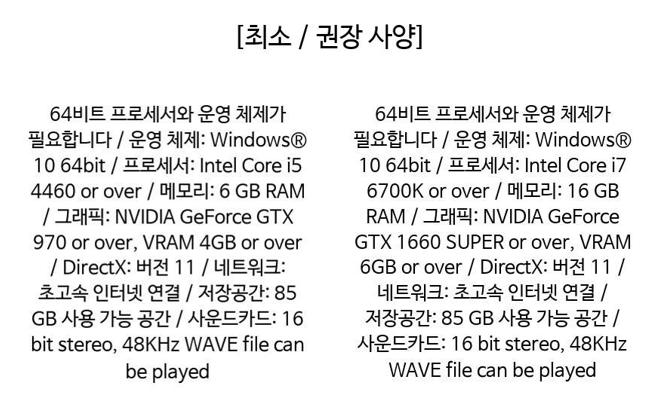 [최소 / 권장 사양]
64비트 프로세서와 운영 체제가
필요합니다 / 운영 체제: Windows®
10 64bit / 프로세서: Intel Core i5
4460 or over / 메모리: 6 GB RAM
/ 그래픽: NVIDIA GeForce GTX
970 or over, VRAM 4GB or over
/ DirectX: 버전 11 / 네트워크:
초고속 인터넷 연결 / 저장공간: 85
GB 사용 가능 공간 / 사운드카드: 16
bit stereo, 48KHz WAVE file can
be played
64비트 프로세서와 운영 체제가
필요합니다 / 운영 체제: Windows®
10 64bit / 프로세서: Intel Core i7
6700K or over / 메모리: 16 GB
RAM / 그래픽: NVIDIA GeForce
GTX 1660 SUPER or over, VRAM
6GB or over / DirectX: 버전 11 /
네트워크: 초고속 인터넷 연결 /
저장공간: 85 GB 사용 가능 공간 /
사운드카드: 16 bit stereo, 48KHz
WAVE file can be played